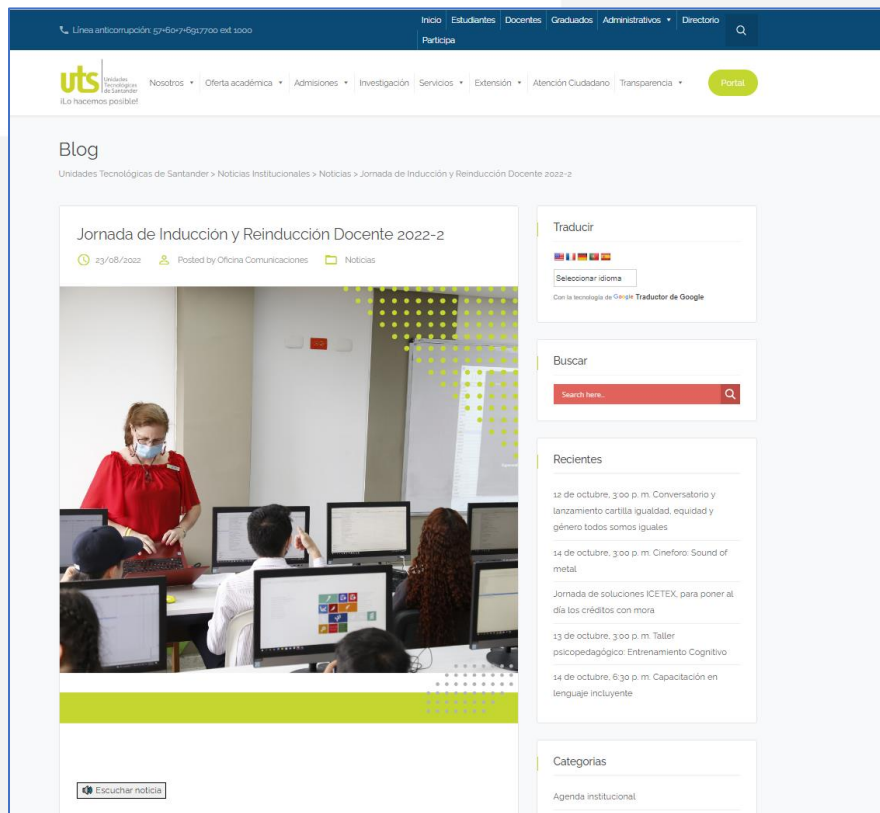 Línea anticorrupción: 57+60+7+6917700 ext 1000
Inicio Estudiantes Docentes Graduados Administrativos Directorio
Participa
uts Unidades
Tecnológicas
de Santander
¡Lo hacemos posible!
Nosotros Oferta académica Admisiones Investigación Servicios Extensión Atención Ciudadano Transparencia Portal
Blog
Unidades Tecnológicas de Santander > Noticias Institucionales > Noticias > Jornada de Inducción y Reinducción Docente 2022-2
Jornada de Inducción y Reinducción Docente 2022-2
23/08/2022 Posted by Oficina Comunicaciones Noticias
Escuchar noticia
Traducir
Seleccionar idioma
Con la tecnología de Google Traductor de Google
Buscar
Search here..
Recientes
12 de octubre, 3:00 p. m. Conversatorio y
lanzamiento cartilla igualdad, equidad y
género todos somos iguales
14 de octubre, 3:00 p. m. Cineforo: Sound of
metal
Jornada de soluciones ICETEX, para poner al
día los créditos con mora
13 de octubre, 3:00 p. m. Taller
psicopedagógico: Entrenamiento Cognitivo
14 de octubre, 6:30 p. m. Capacitación en
lenguaje incluyente
Categorias
Agenda institucional